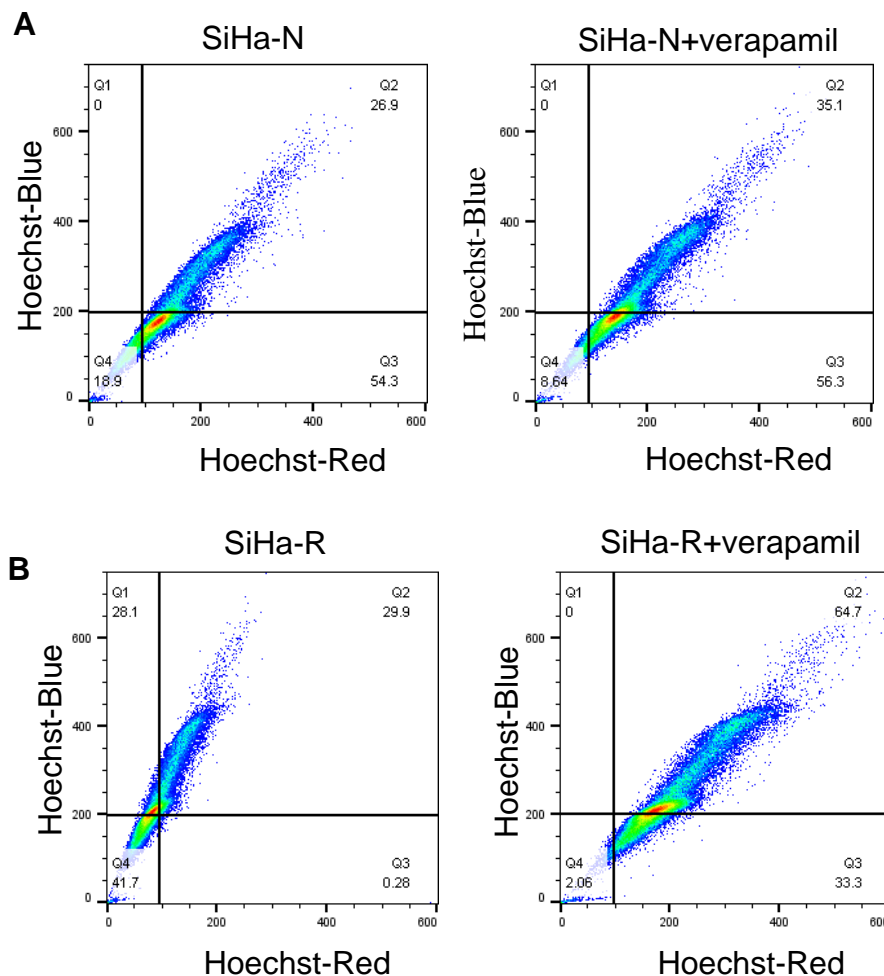 A
SiHa-N
SiHa-N+verapamil
Q1
0
Q2
26.9
600
400
200
0
Q4
18.9
Q3
54.3
0
200
400
600
Hoechst-Blue
Hoechst-Red
Q1
0
Q2
35.1
600
400
200
0
Q4
8.64
Q3
56.3
0
200
400
600
Hoechst-Blue
Hoechst-Red
B
SiHa-R
SiHa-R+verapamil
Q1
28.1
Q2
29.9
600
400
200
0
Q4
41.7
Q3
0.28
0
200
400
600
Hoechst-Blue
Hoechst-Red
Q1
0
Q2
64.7
600
400
200
0
Q4
2.06
Q3
33.3
0
200
400
600
Hoechst-Blue
Hoechst-Red